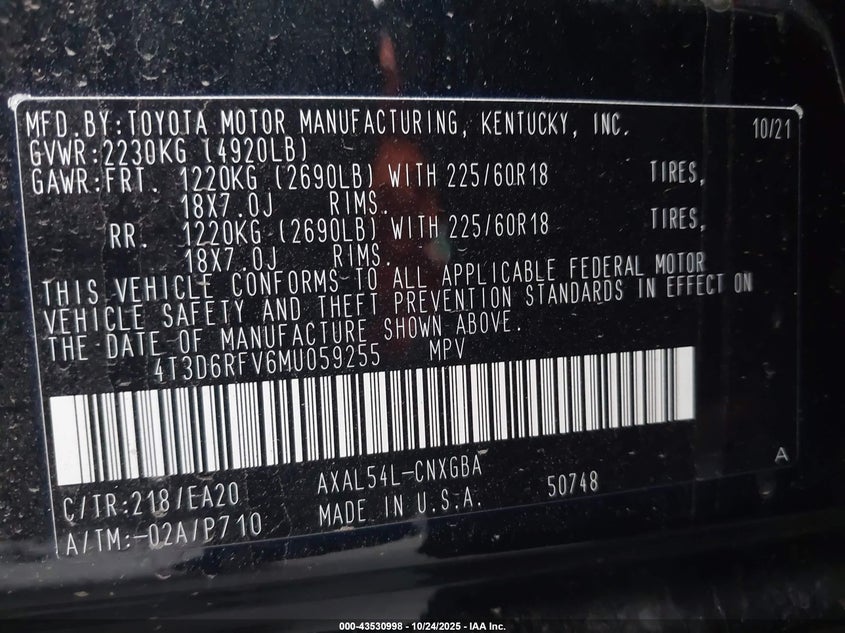 MFD.BY:TOYOTA MOTOR MANUFACTURING, KENTUCKY, INC. 10/21
GVWR:2230KG (4920LB)
GAWR:FRT. 1220KG (2690LB) WITH 225/60R18 TIRES,
18X7.0J RIMS.
RR. 1220KG (2690LB) WITH 225/60R18 TIRES,
18X7.0J RIMS.
THIS VEHICLE CONFORMS TO ALL APPLICABLE FEDERAL MOTOR
VEHICLE SAFETY AND THEFT PREVENTION STANDARDS IN EFFECT ON
THE DATE OF MANUFACTURE SHOWN ABOVE.
4T3D6RFV6MU059255 MPV
C/TR:218/EA20 AXAL54L-CNXGBA A
A/TM:-02A/P710 MADE IN U.S.A. 50748
000-43530998 - 10/24/2025 - IAA Inc.